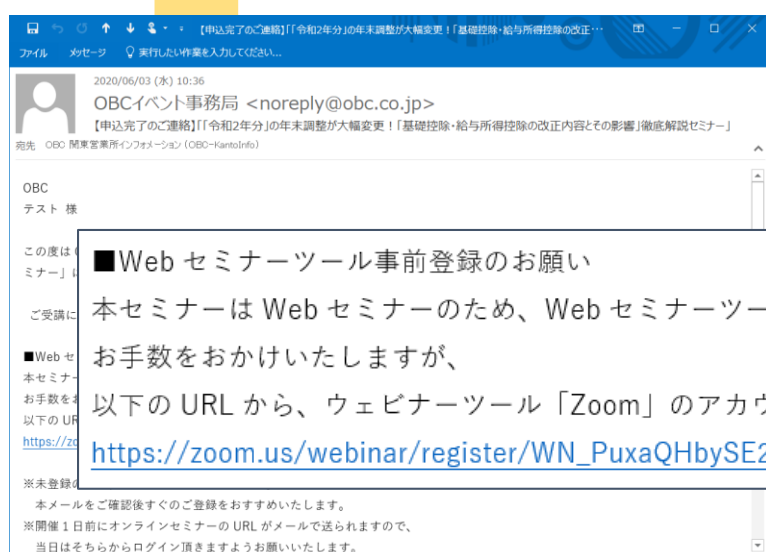 【申込完了のご連絡】「「令和2年分」の年末調整が大幅変更！「基礎控除・給与所得控除の改正…
ファイル メッセージ 実行したい作業を入力してください...
2020/06/03 (水) 10:36
OBCイベント事務局 <noreply@obc.co.jp>
【申込完了のご連絡】「「令和2年分」の年末調整が大幅変更！「基礎控除・給与所得控除の改正内容とその影響」徹底解説セミナー」
宛先 OBC 関東営業所インフォメーション (OBC-KantoInfo)
OBC
テスト 様
この度は
ミナー」
ご受講に
■Web セ
本セミナー
お手数を
以下の UR
https://zo
■Web セミナーツール事前登録のお願い
本セミナーは Web セミナーのため、Web セミナーツー
お手数をおかけいたしますが、
以下の URL から、ウェビナーツール「Zoom」のアカウ
https://zoom.us/webinar/register/WN_PuxaQHbySE2
※未登録
本メールをご確認後すぐのご登録をおすすめいたします。
※開催１日前にオンラインセミナーの URL がメールで送られますので、
当日はそちらからログイン頂きますようお願いいたします。